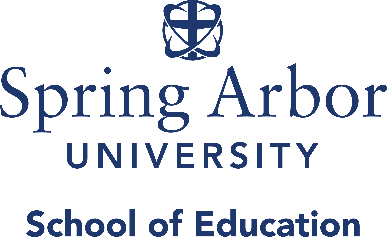 Spring Arbor
UNIVERSITY
School of Education